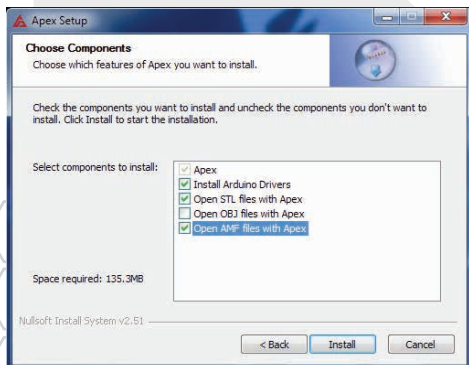 Apex Setup
Choose Components
Choose which features of Apex you want to install.
Check the components you want to install and uncheck the components you don't want to
install. Click Install to start the installation.
Select components to install:
Apex
Install Arduino Drivers
Open STL files with Apex
Open OBJ files with Apex
Open AMF files with Apex
Space required: 135.3MB
Nullsoft Install System v2.51
< Back
Install
Cancel